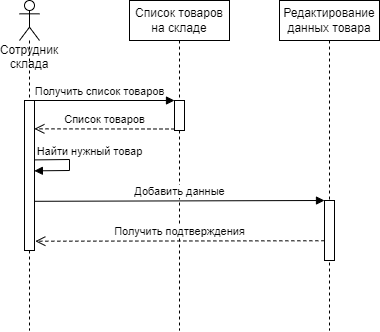 Список товаров
на складе
Редактирование
данных товара
Сотрудник
склада
Получить список товаров
Список товаров
Найти нужный товар
Добавить данные
Получить подтверждения